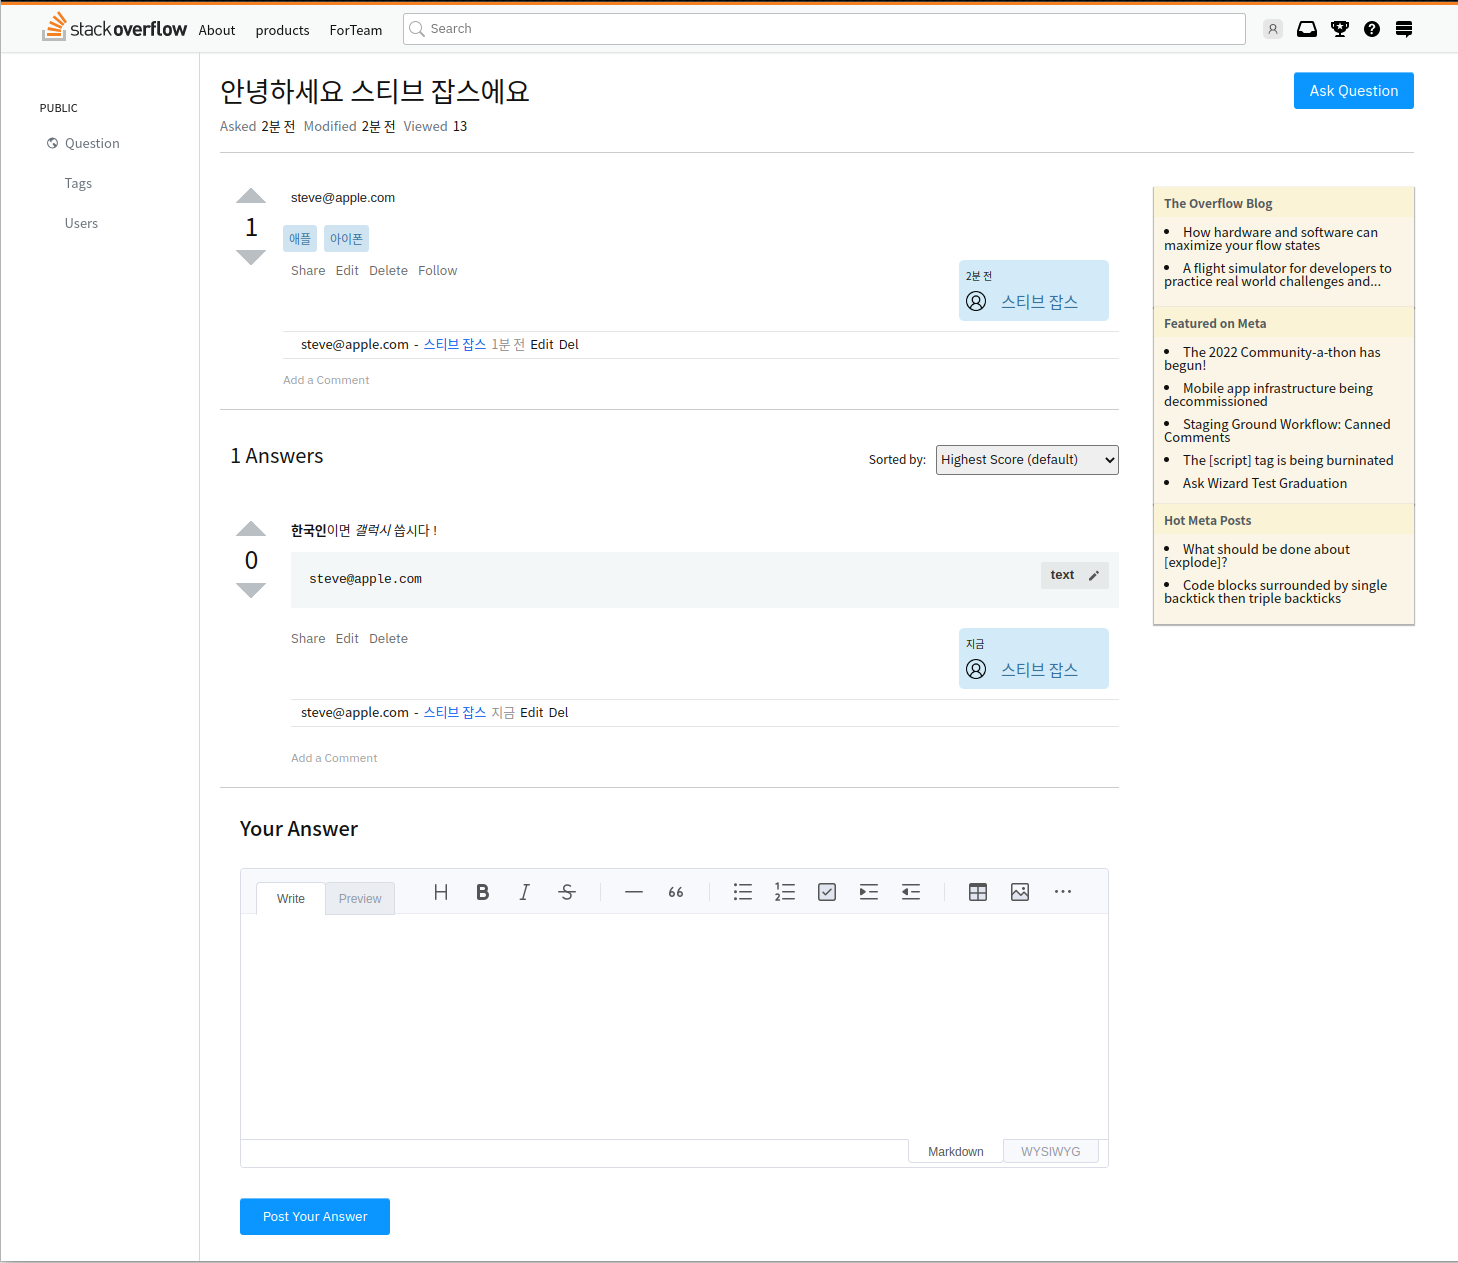 stackoverflow About products ForTeam Search
안녕하세요 스티브 잡스에요
Ask Question
Asked 2분 전 Modified 2분 전 Viewed 13
PUBLIC
Question
Tags
Users
steve@apple.com
1
애플 아이폰
Share Edit Delete Follow
2분 전
스티브 잡스
steve@apple.com - 스티브 잡스 1분 전 Edit Del
Add a Comment
1 Answers
Sorted by: Highest Score (default)
한국인이면 갤럭시 씁시다 !
0
steve@apple.com
text
Share Edit Delete
지금
스티브 잡스
steve@apple.com - 스티브 잡스 지금 Edit Del
Add a Comment
Your Answer
Write Preview
Markdown WYSIWYG
Post Your Answer
The Overflow Blog
How hardware and software can
maximize your flow states
A flight simulator for developers to
practice real world challenges and...
Featured on Meta
The 2022 Community-a-thon has
begun!
Mobile app infrastructure being
decommissioned
Staging Ground Workflow: Canned
Comments
The [script] tag is being burninated
Ask Wizard Test Graduation
Hot Meta Posts
What should be done about
[explode]?
Code blocks surrounded by single
backtick then triple backticks